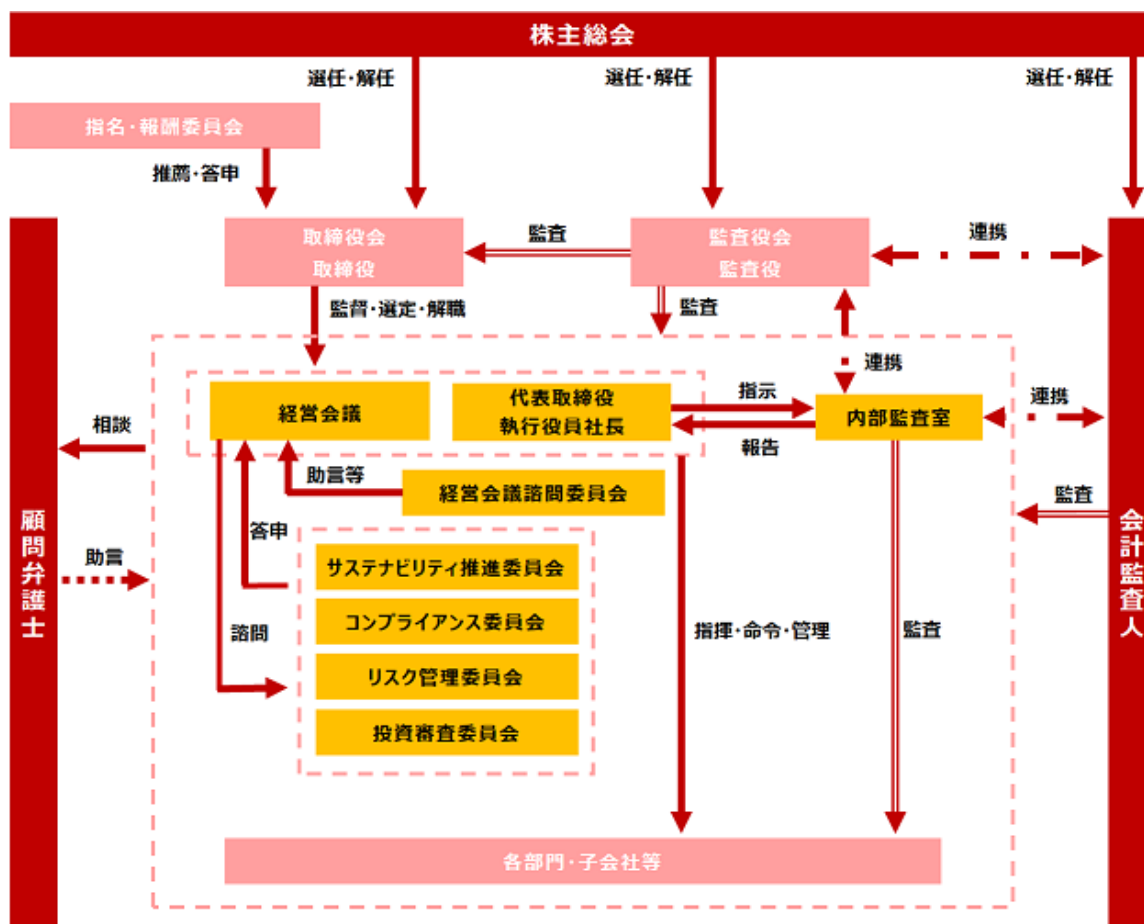 株主総会
選任・解任
選任・解任
選任・解任
指名・報酬委員会
推薦・答申
取締役会
取締役
監査
監査役会
監査役
連携
監督・選定・解職
監査
連携
経営会議
代表取締役
執行役員社長
指示
報告
内部監査室
連携
相談
助言等
経営会議諮問委員会
監査
顧問弁護士
助言
答申
諮問
サステナビリティ推進委員会
コンプライアンス委員会
リスク管理委員会
投資審査委員会
指揮・命令・管理
監査
会計監査人
各部門・子会社等